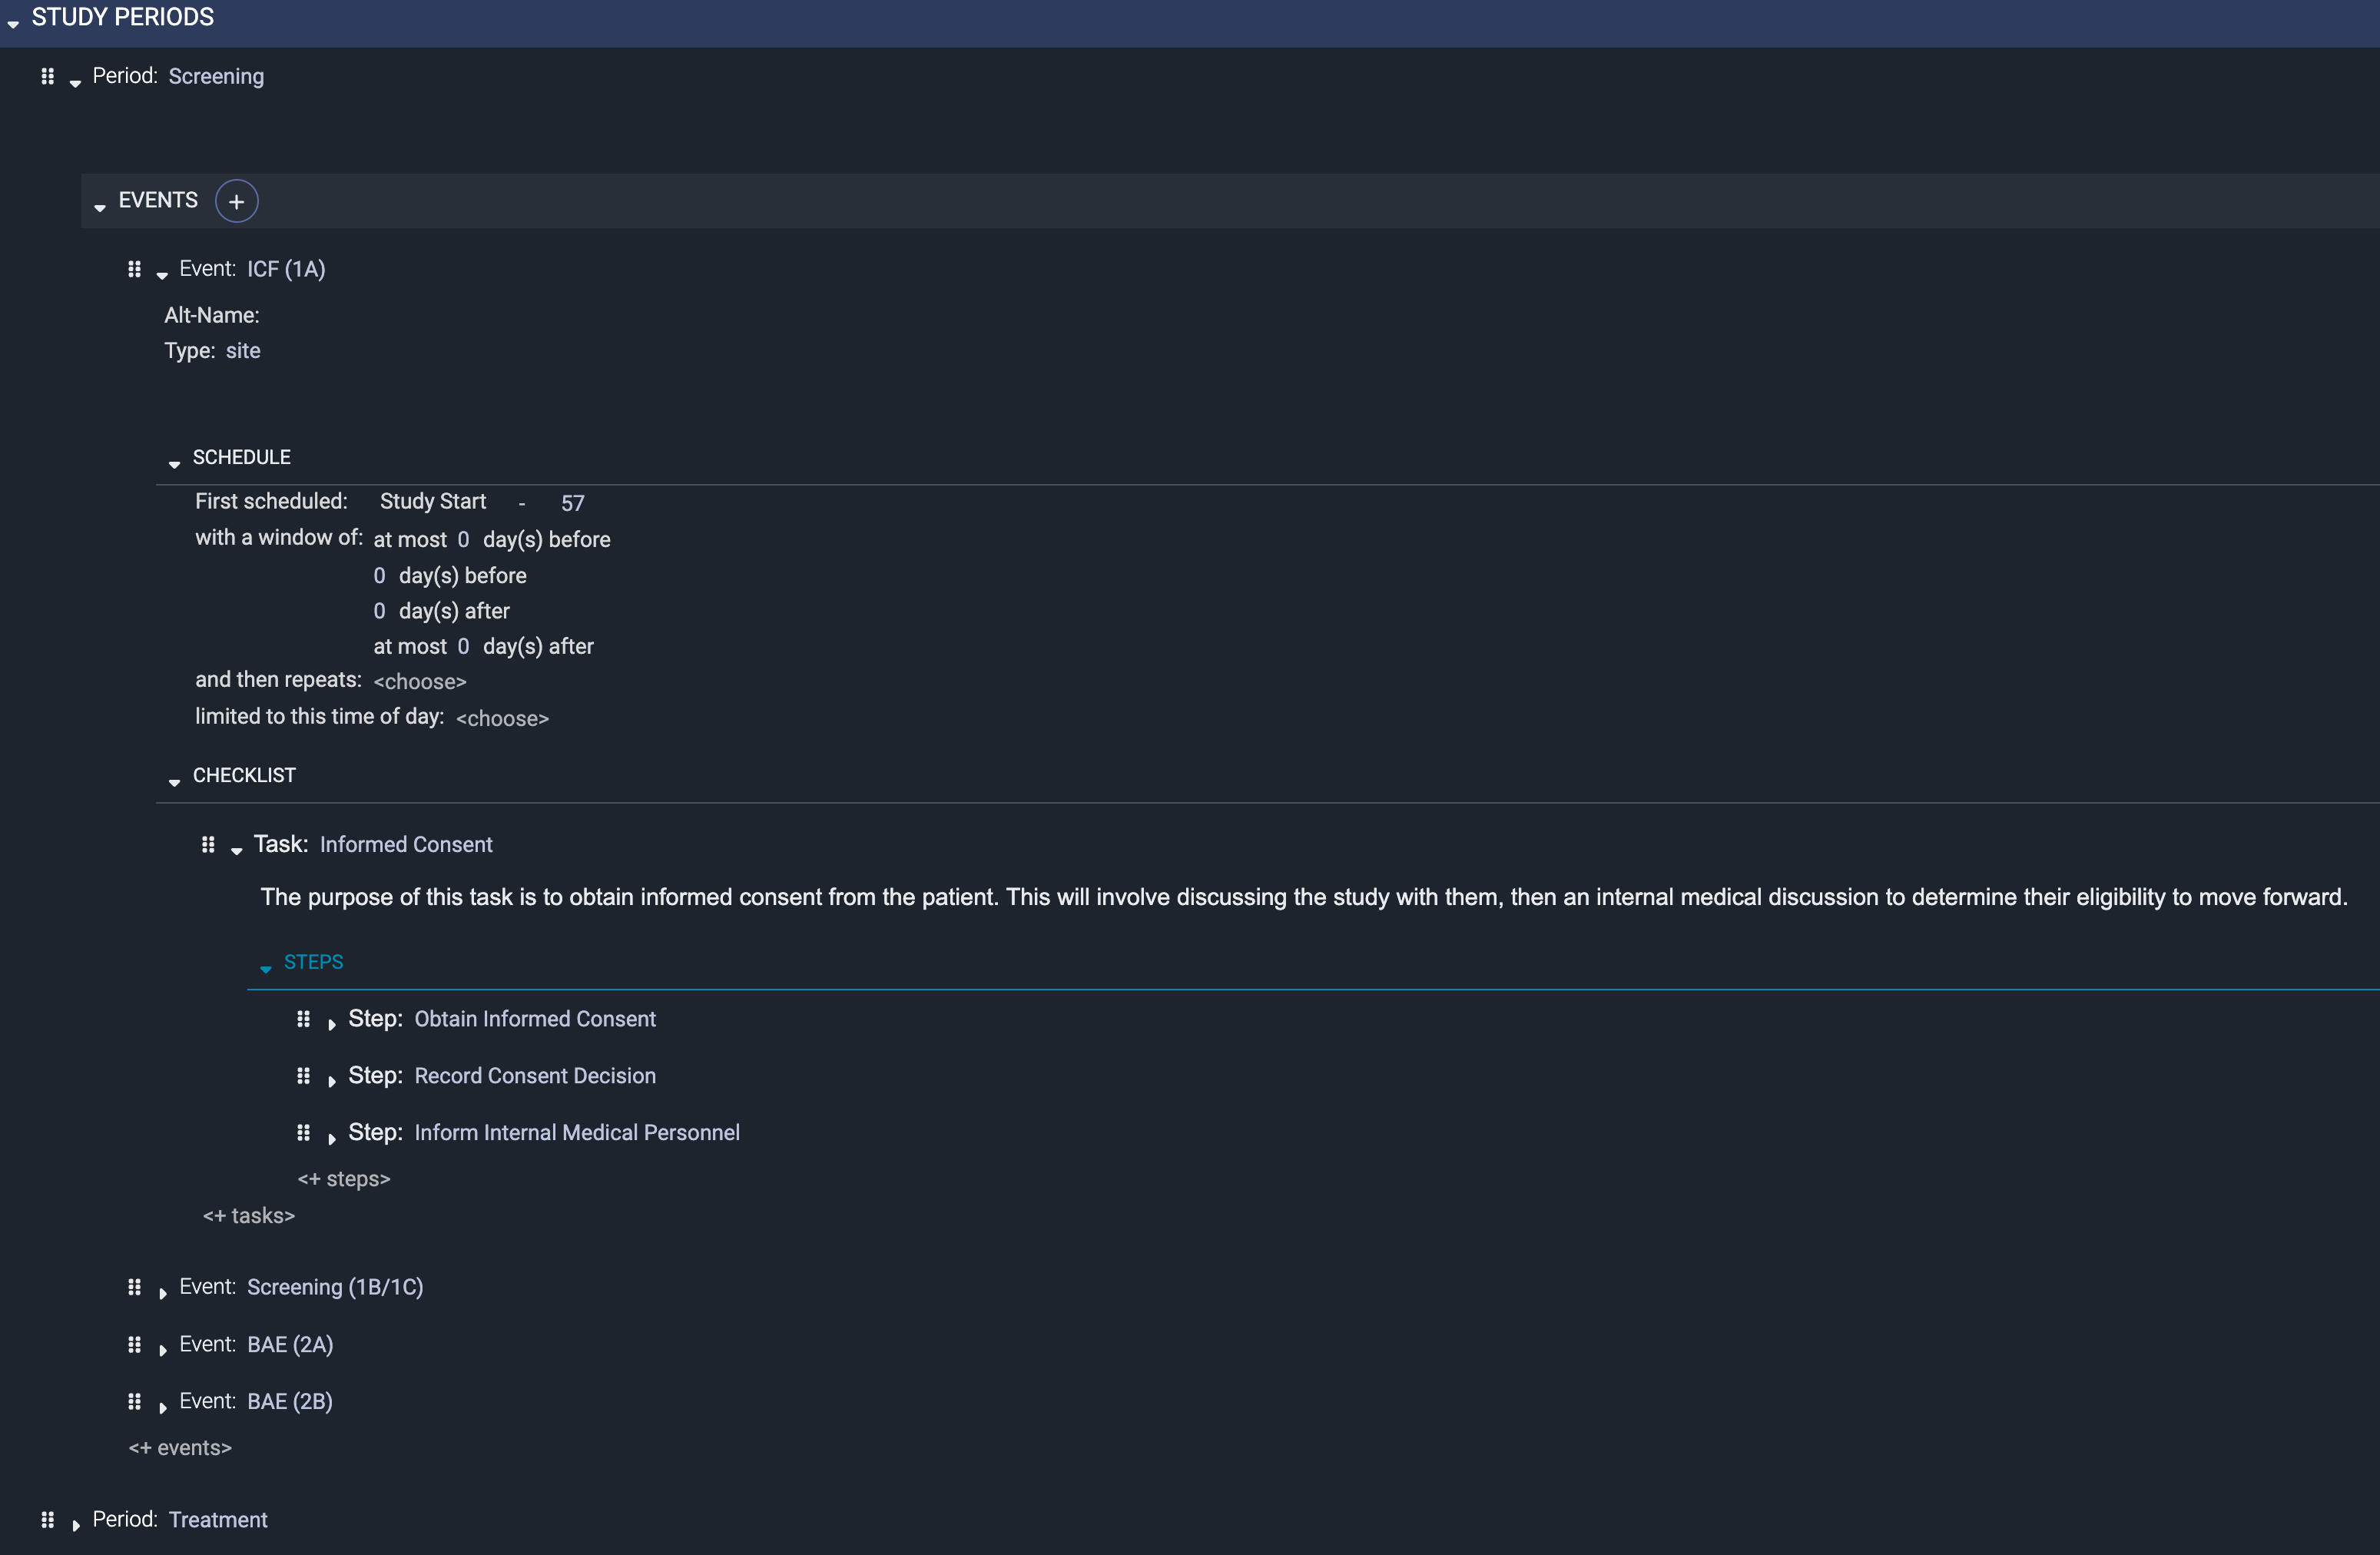 STUDY PERIODS
Period: Screening
EVENTS +
Event: ICF (1A)
Alt-Name:
Type: site
SCHEDULE
First scheduled: Study Start - 57
with a window of: at most 0 day(s) before
0 day(s) before
0 day(s) after
at most 0 day(s) after
and then repeats: <choose>
limited to this time of day: <choose>
CHECKLIST
Task: Informed Consent
The purpose of this task is to obtain informed consent from the patient. This will involve discussing the study with them, then an internal medical discussion to determine their eligibility to move forward.
STEPS
Step: Obtain Informed Consent
Step: Record Consent Decision
Step: Inform Internal Medical Personnel
<+ steps>
<+ tasks>
Event: Screening (1B/1C)
Event: BAE (2A)
Event: BAE (2B)
<+ events>
Period: Treatment